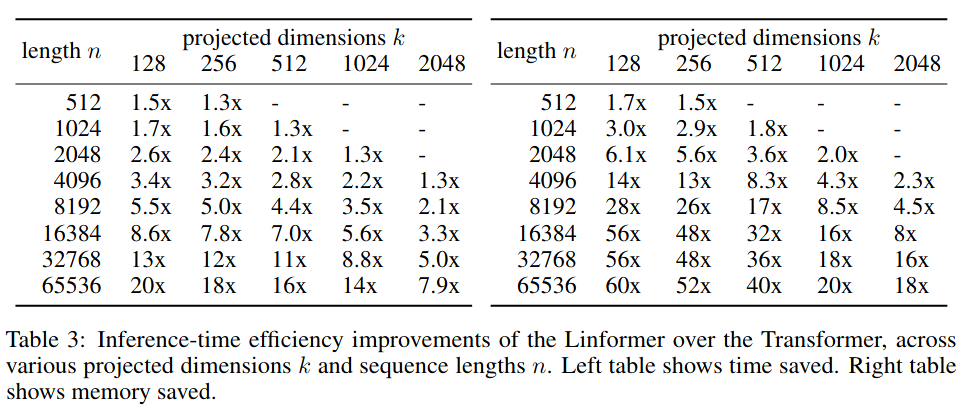 length n projected dimensions k
128 256 512 1024 2048
512 1.5x 1.3x - - -
1024 1.7x 1.6x 1.3x - -
2048 2.6x 2.4x 2.1x 1.3x -
4096 3.4x 3.2x 2.8x 2.2x 1.3x
8192 5.5x 5.0x 4.4x 3.5x 2.1x
16384 8.6x 7.8x 7.0x 5.6x 3.3x
32768 13x 12x 11x 8.8x 5.0x
65536 20x 18x 16x 14x 7.9x
length n projected dimensions k
128 256 512 1024 2048
512 1.7x 1.5x - - -
1024 3.0x 2.9x 1.8x - -
2048 6.1x 5.6x 3.6x 2.0x -
4096 14x 13x 8.3x 4.3x 2.3x
8192 28x 26x 17x 8.5x 4.5x
16384 56x 48x 32x 16x 8x
32768 56x 48x 36x 18x 16x
65536 60x 52x 40x 20x 18x
Table 3: Inference-time efficiency improvements of the Linformer over the Transformer, across
various projected dimensions k and sequence lengths n. Left table shows time saved. Right table
shows memory saved.